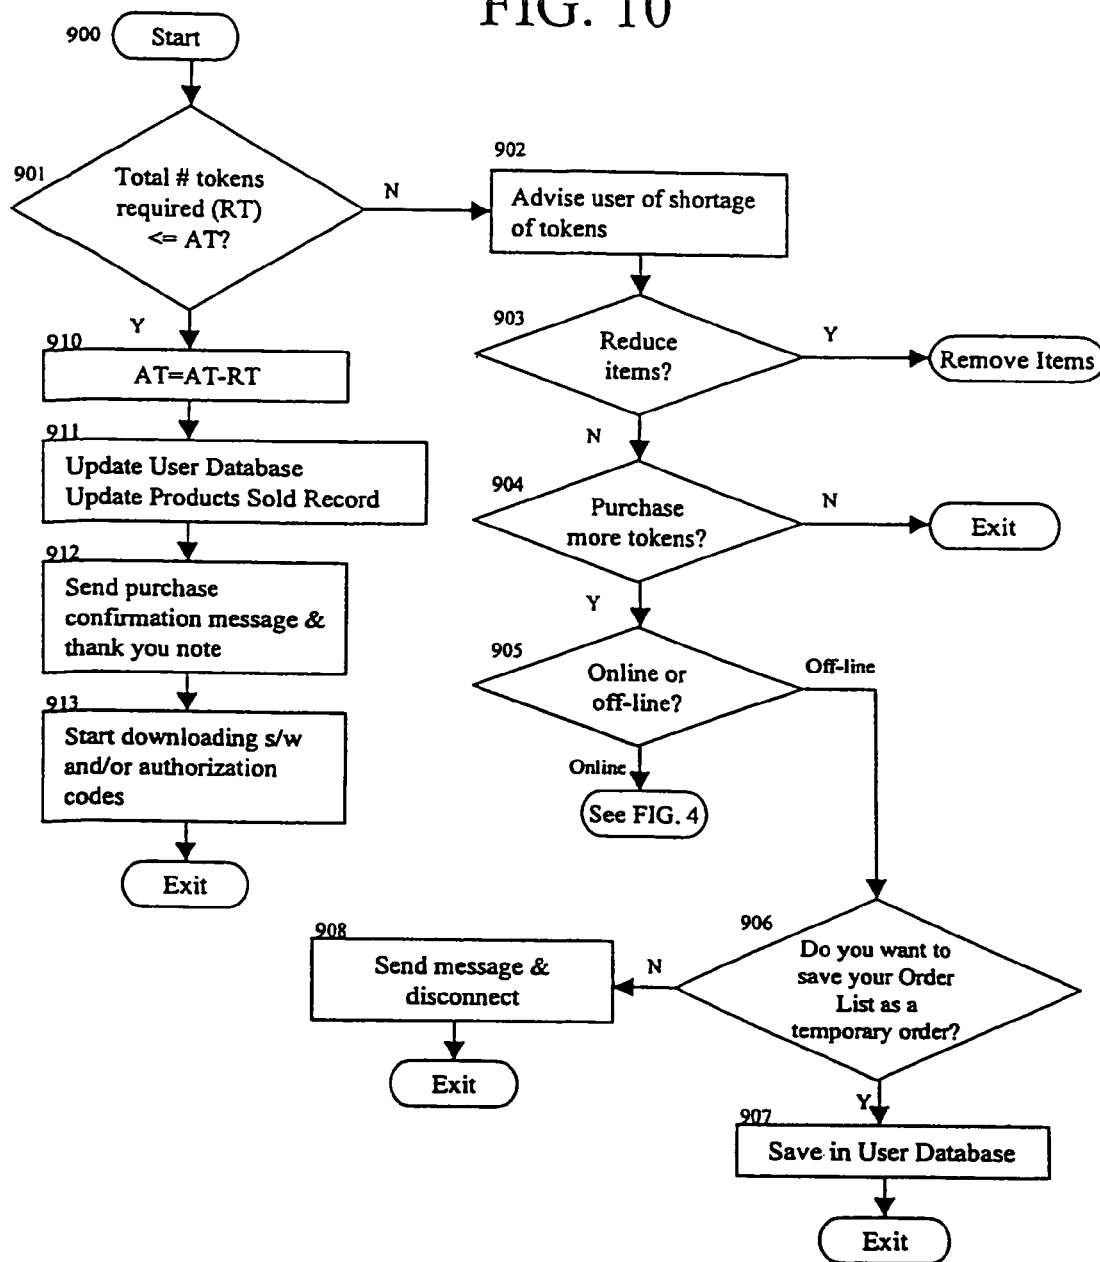 FIG. 10
900
Start
901
Total # tokens
required (RT)
<= AT?
N
902
Advise user of shortage
of tokens
903
Reduce
items?
Y
Remove Items
Y
910
AT=AT-RT
N
911
Update User Database
Update Products Sold Record
904
Purchase
more tokens?
N
Exit
912
Send purchase
confirmation message &
thank you note
Y
905
Online or
off-line?
Off-line
913
Start downloading s/w
and/or authorization
codes
Online
See FIG. 4
Exit
906
Do you want to
save your Order
List as a
temporary order?
N
908
Send message &
disconnect
Exit
Y
907
Save in User Database
Exit